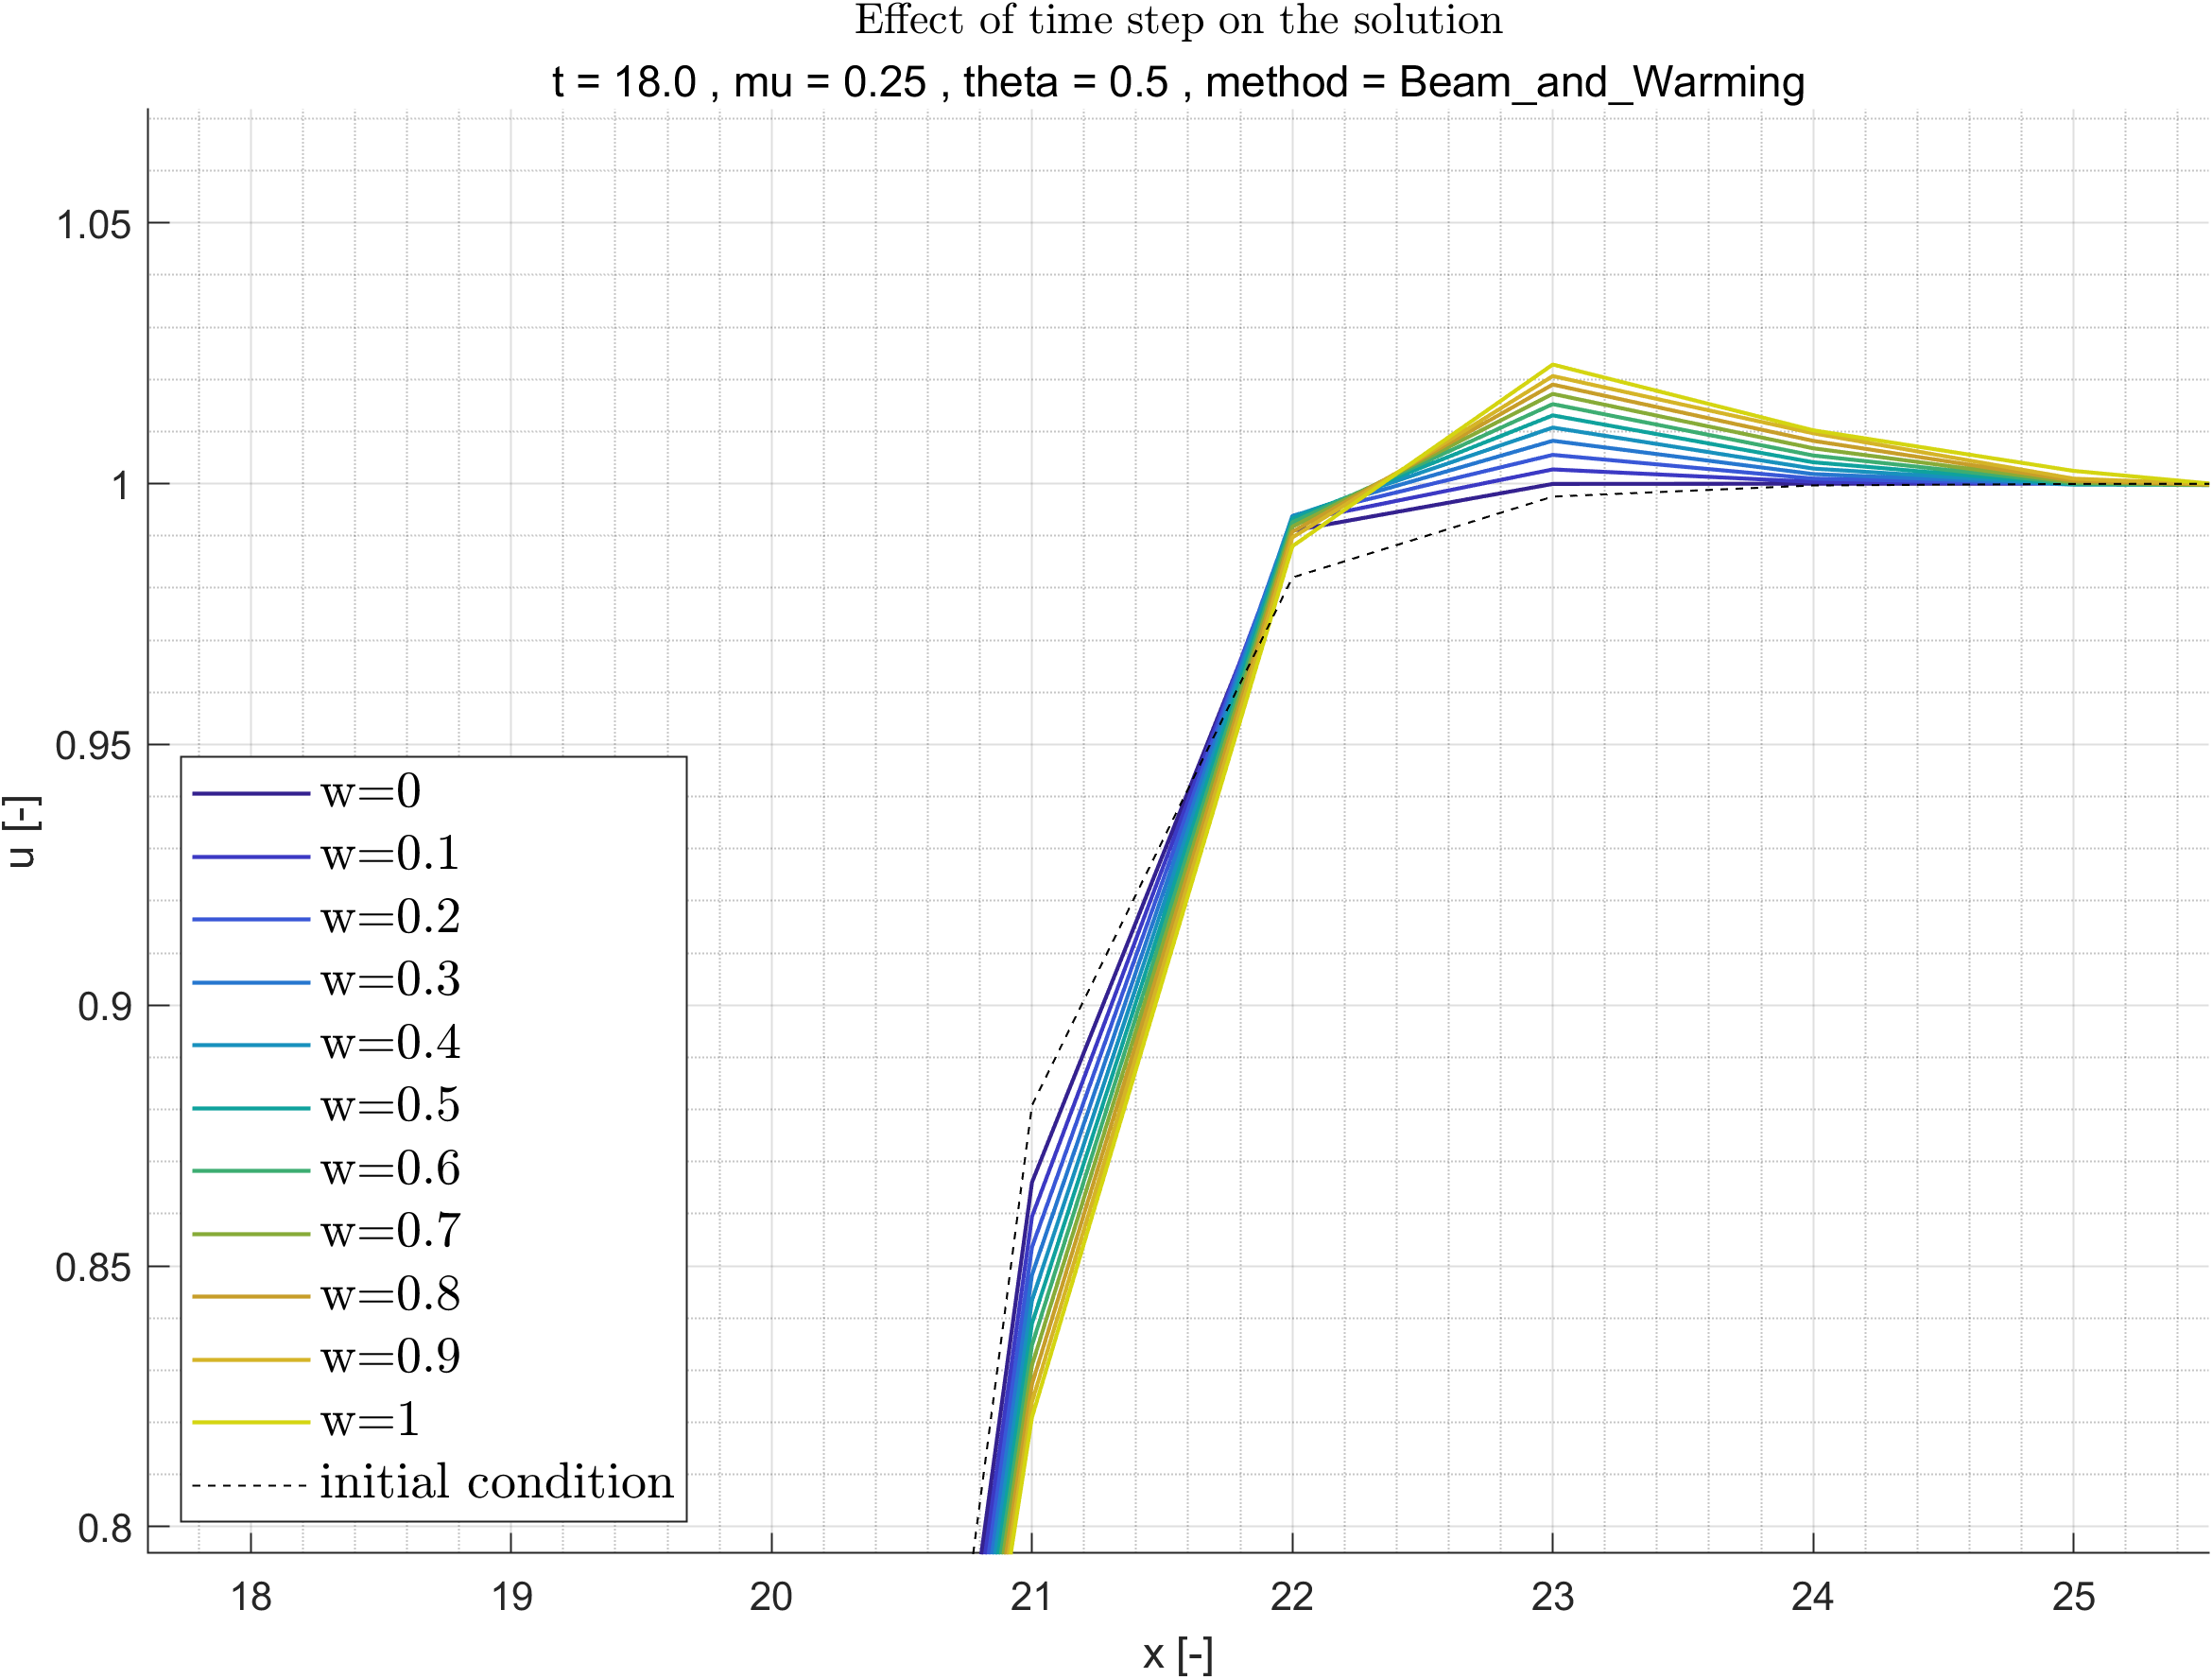 Effect of time step on the solution
t = 18.0 , mu = 0.25 , theta = 0.5 , method = Beam_and_Warming
1.05
1
0.95
0.9
0.85
0.8
u [-]
w=0
w=0.1
w=0.2
w=0.3
w=0.4
w=0.5
w=0.6
w=0.7
w=0.8
w=0.9
w=1
initial condition
18 19 20 21 22 23 24 25
x [-]